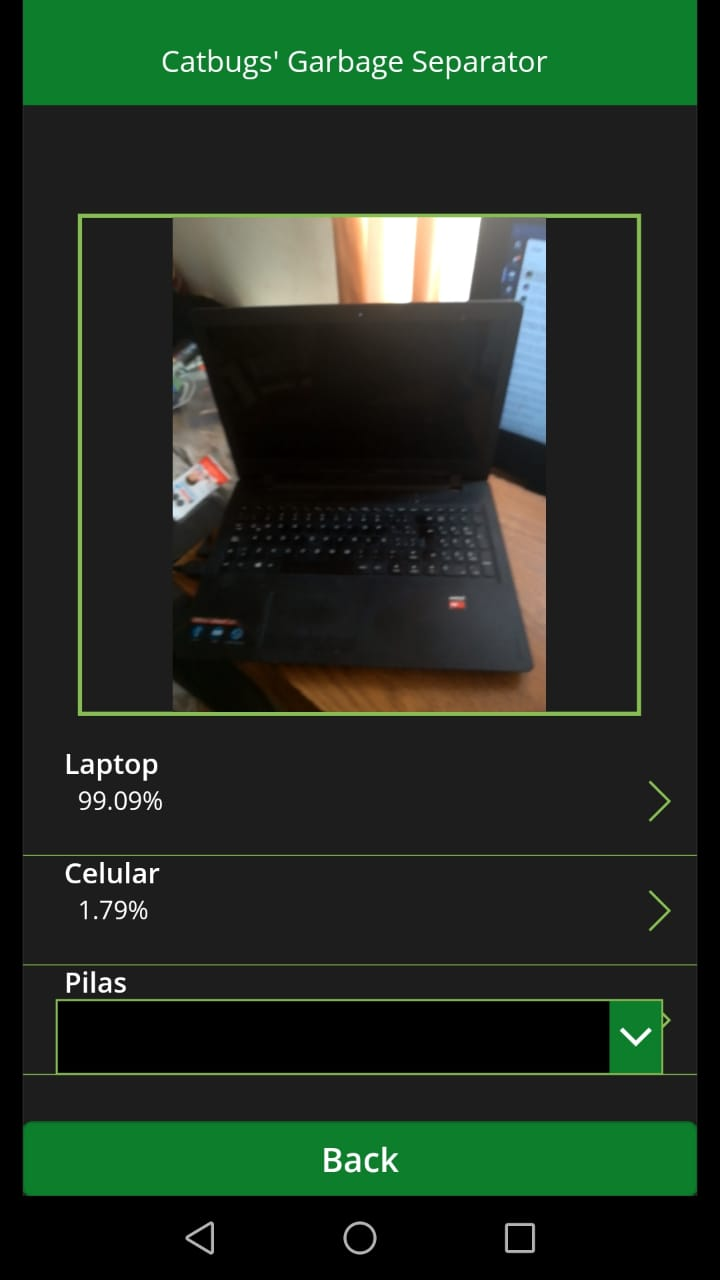 Catbugs' Garbage Separator
Laptop
99.09%
Celular
1.79%
Pilas
Back